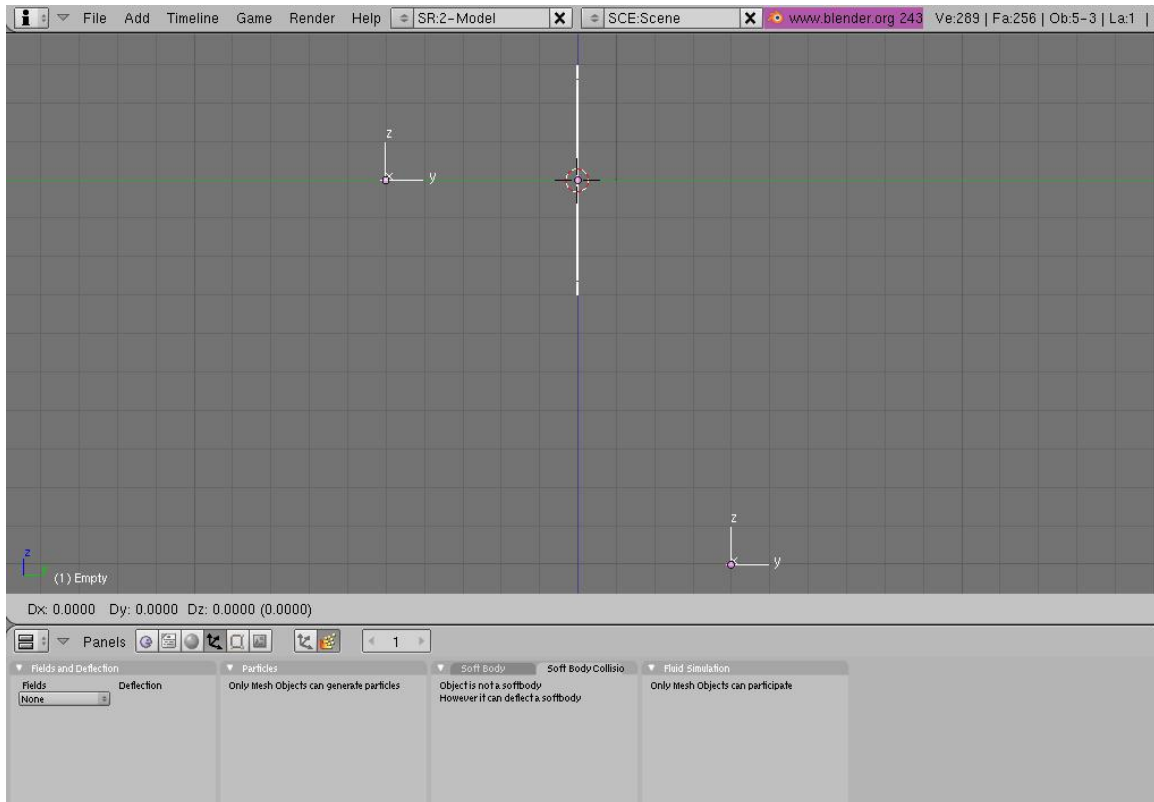 File Add Timeline Game Render Help SR:2-Model SCE:Scene www.blender.org 243 Ve:289 | Fa:256 | Ob:5-3 | La:1 |
z
y
z
y
z
(1) Empty
Dx: 0.0000 Dy: 0.0000 Dz: 0.0000 (0.0000)
Panels 1
Fields and Deflection Particles Soft Body Soft Body Collisio Fluid Simulation
Fields Deflection Only Mesh Objects can generate particles Object is not a softbody Only Mesh Objects can participate
None However it can deflect a softbody